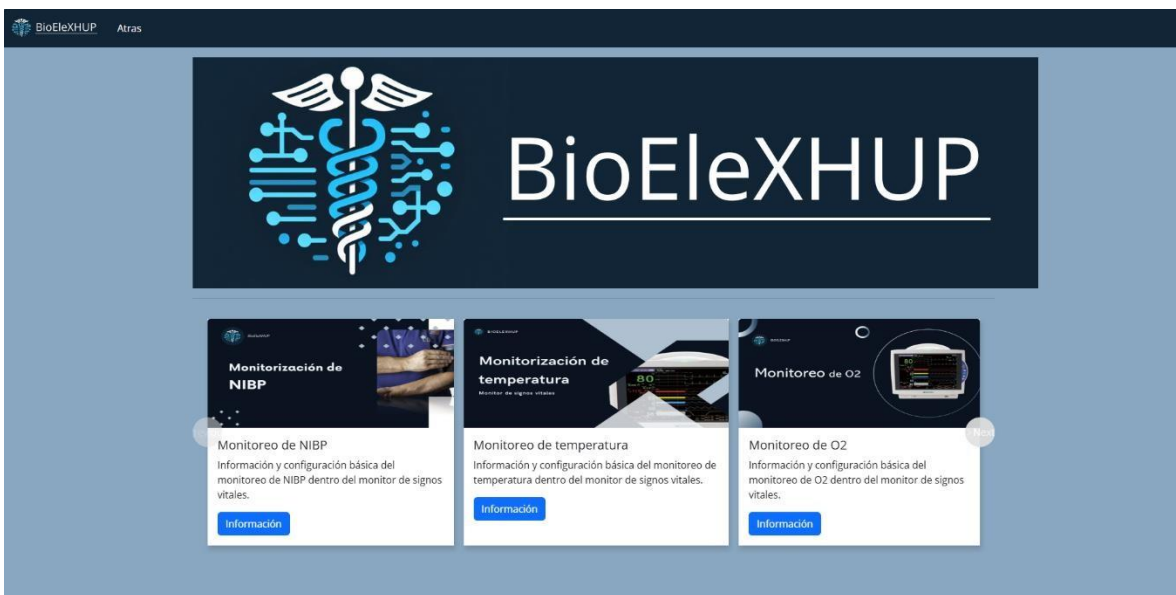 BioEleXHUP Atras
BioEleXHUP
Monitorización de
NIBP
BIOELEXHUP
Monitorización de
temperatura
Monitor de signos vitales
80
Monitoreo de O2
80
Next
Monitoreo de NIBP
Información y configuración básica del
monitoreo de NIBP dentro del monitor de signos
vitales.
Información
Monitoreo de temperatura
Información y configuración básica del monitoreo de
temperatura dentro del monitor de signos vitales.
Información
Monitoreo de O2
Información y configuración básica del
monitoreo de O2 dentro del monitor de signos
vitales.
Información